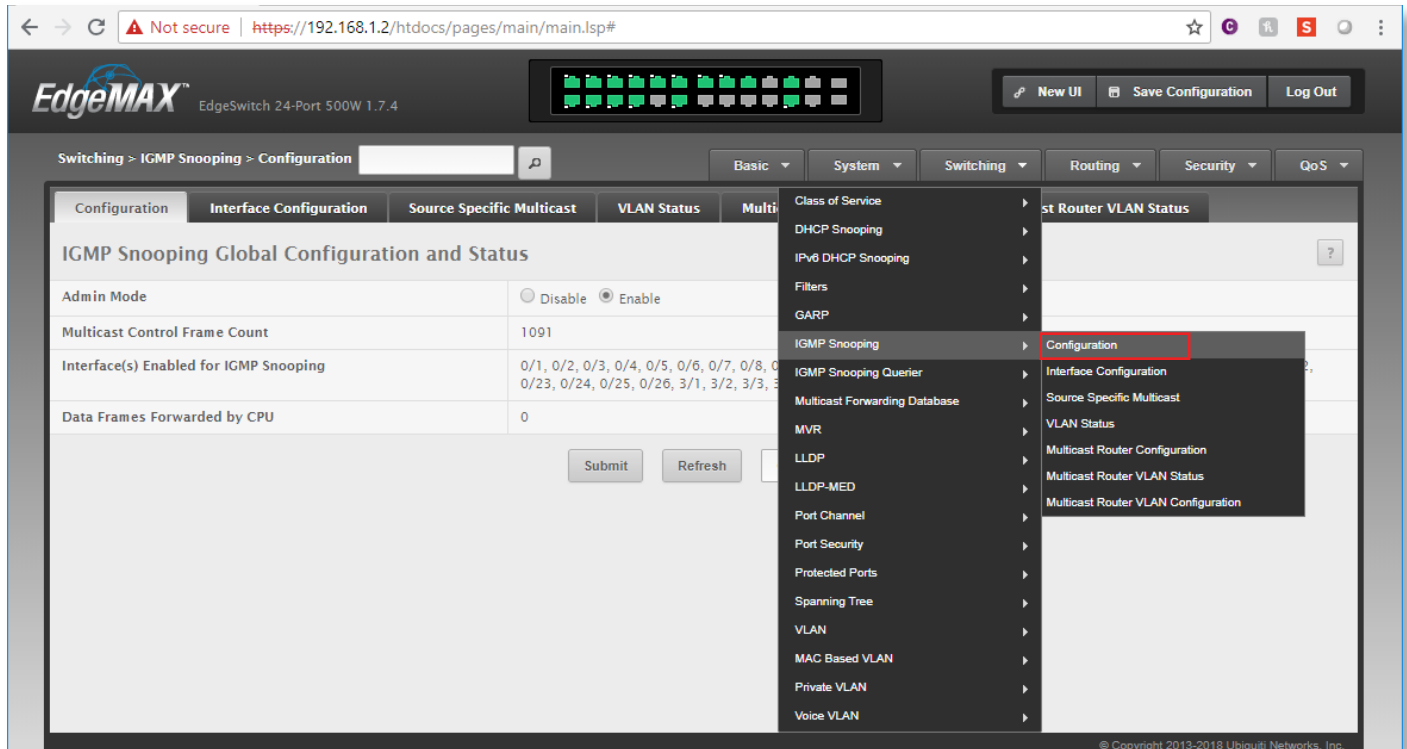 Not secure | https://192.168.1.2/htdocs/pages/main/main.lsp#
EdgeMAX™ EdgeSwitch 24-Port 500W 1.7.4
New UI Save Configuration Log Out
Switching > IGMP Snooping > Configuration
Basic System Switching Routing Security QoS
Configuration Interface Configuration Source Specific Multicast VLAN Status Multi st Router VLAN Status
IGMP Snooping Global Configuration and Status ?
Admin Mode Disable Enable
Multicast Control Frame Count 1091
Interface(s) Enabled for IGMP Snooping 0/1, 0/2, 0/3, 0/4, 0/5, 0/6, 0/7, 0/8, 0
0/23, 0/24, 0/25, 0/26, 3/1, 3/2, 3/3, 3
Data Frames Forwarded by CPU 0
Submit Refresh
Class of Service
DHCP Snooping
IPv6 DHCP Snooping
Filters
GARP
IGMP Snooping
IGMP Snooping Querier
Multicast Forwarding Database
MVR
LLDP
LLDP-MED
Port Channel
Port Security
Protected Ports
Spanning Tree
VLAN
MAC Based VLAN
Private VLAN
Voice VLAN
Configuration
Interface Configuration
Source Specific Multicast
VLAN Status
Multicast Router Configuration
Multicast Router VLAN Status
Multicast Router VLAN Configuration
© Copyright 2013-2018 Ubiquiti Networks, Inc.